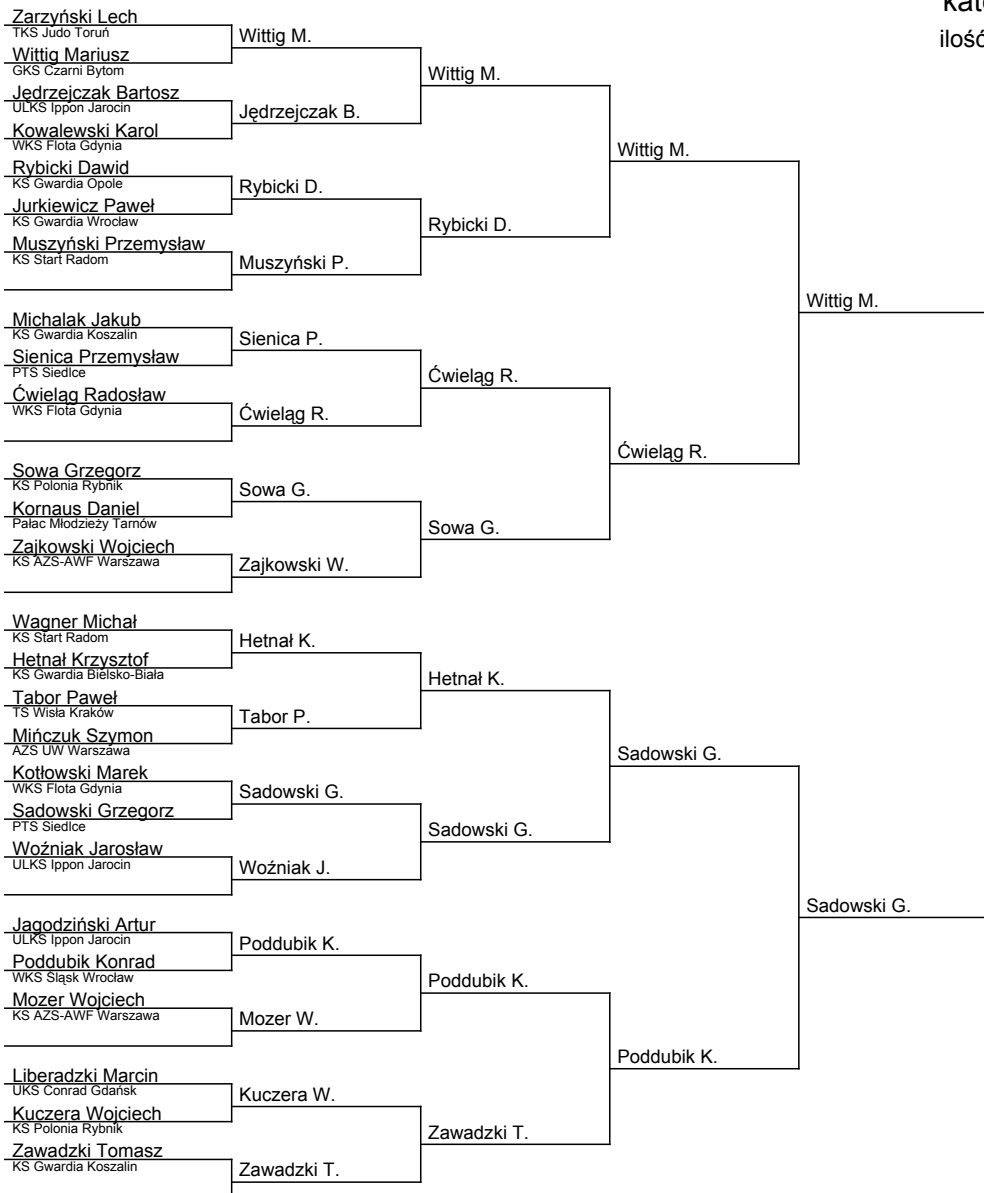 Zarzyński Lech
TKS Judo Toruń
Wittig Mariusz
GKS Czarni Bytom
Jędrzejczak Bartosz
ULKS Ippon Jarocin
Kowalewski Karol
WKS Flota Gdynia
Rybicki Dawid
KS Gwardia Opole
Jurkiewicz Paweł
KS Gwardia Wrocław
Muszyński Przemysław
KS Start Radom
Michalak Jakub
KS Gwardia Koszalin
Sienica Przemysław
PTS Siedlce
Ćwieląg Radosław
WKS Flota Gdynia
Sowa Grzegorz
KS Polonia Rybnik
Kornaus Daniel
Pałac Młodzieży Tarnów
Zajkowski Wojciech
KS AZS-AWF Warszawa
Wagner Michał
KS Start Radom
Hetnał Krzysztof
KS Gwardia Bielsko-Biała
Tabor Paweł
TS Wisła Kraków
Mińczuk Szymon
AZS UW Warszawa
Kotłowski Marek
WKS Flota Gdynia
Sadowski Grzegorz
PTS Siedlce
Woźniak Jarosław
ULKS Ippon Jarocin
Jagodziński Artur
ULKS Ippon Jarocin
Poddubik Konrad
WKS Śląsk Wrocław
Mozer Wojciech
KS AZS-AWF Warszawa
Liberadzki Marcin
UKS Conrad Gdańsk
Kuczera Wojciech
KS Polonia Rybnik
Zawadzki Tomasz
KS Gwardia Koszalin
Wittig M.
Jędrzejczak B.
Rybicki D.
Muszyński P.
Sienica P.
Ćwieląg R.
Sowa G.
Zajkowski W.
Hetnał K.
Tabor P.
Sadowski G.
Woźniak J.
Poddubik K.
Mozer W.
Kuczera W.
Zawadzki T.
Wittig M.
Rybicki D.
Ćwieląg R.
Sowa G.
Hetnał K.
Sadowski G.
Poddubik K.
Zawadzki T.
Wittig M.
Ćwieląg R.
Sadowski G.
Poddubik K.
Wittig M.
Sadowski G.
ilość